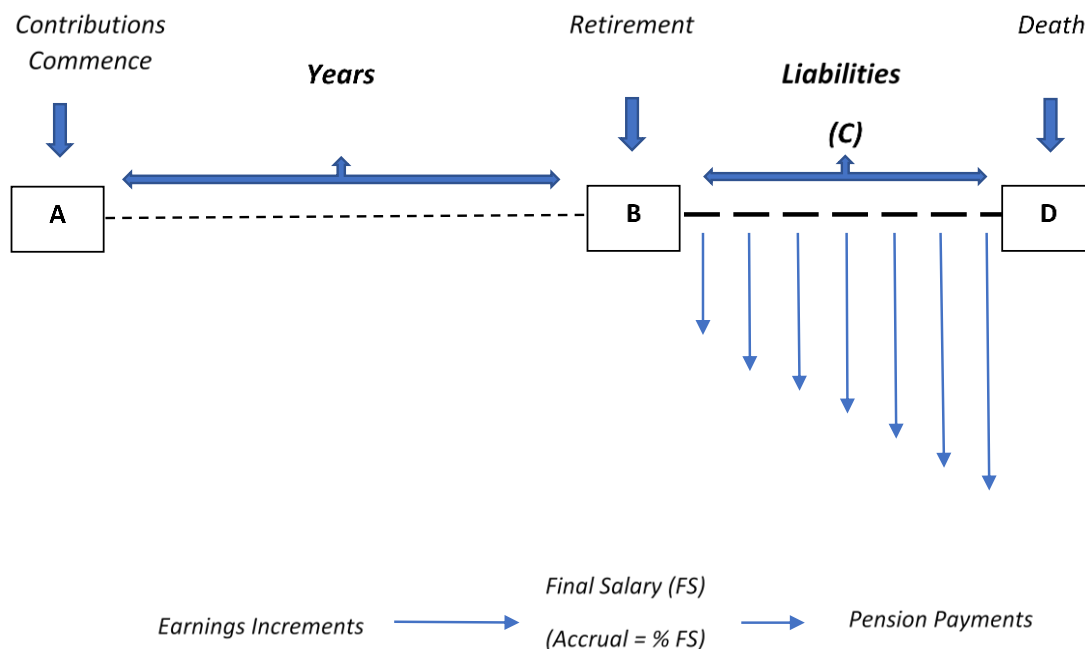 Contributions
Commence
Years
Retirement
Liabilities
(C)
Death
A
B
D
Earnings Increments
Final Salary (FS)
(Accrual = % FS)
Pension Payments